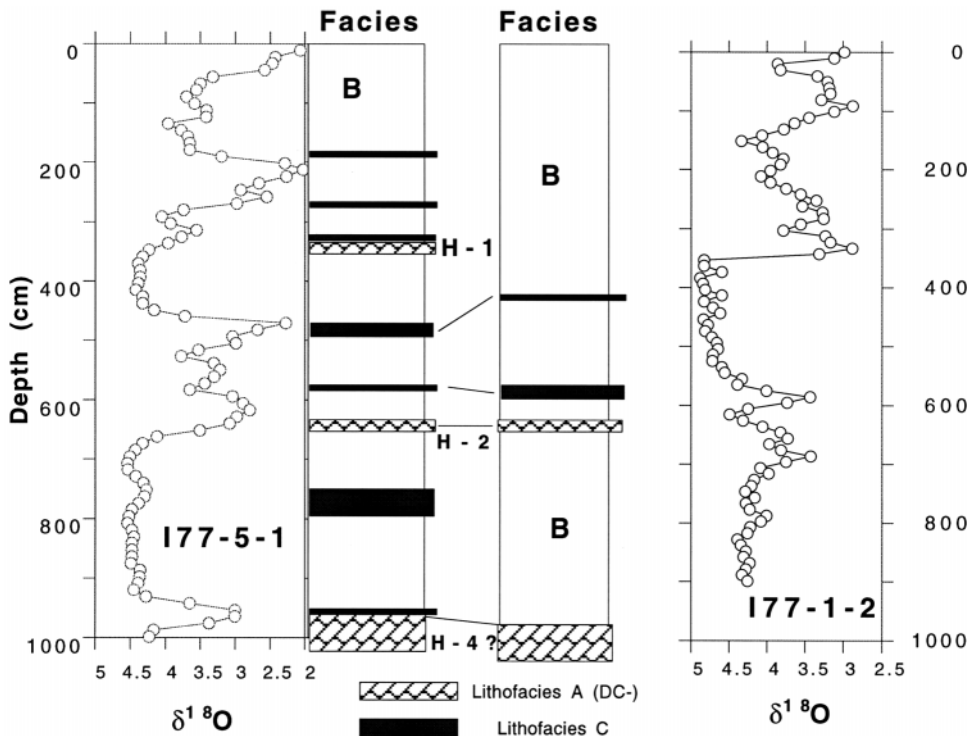 Facies Facies
0
200
400
600
800
1000
Depth (cm)
B
B
B
H - 1
H - 2
H - 4 ?
I77-5-1
I77-1-2
0
200
400
600
800
1000
5 4.5 4 3.5 3 2.5 2
δ18O
5 4.5 4 3.5 3 2.5
δ18O
Lithofacies A (DC-)
Lithofacies C